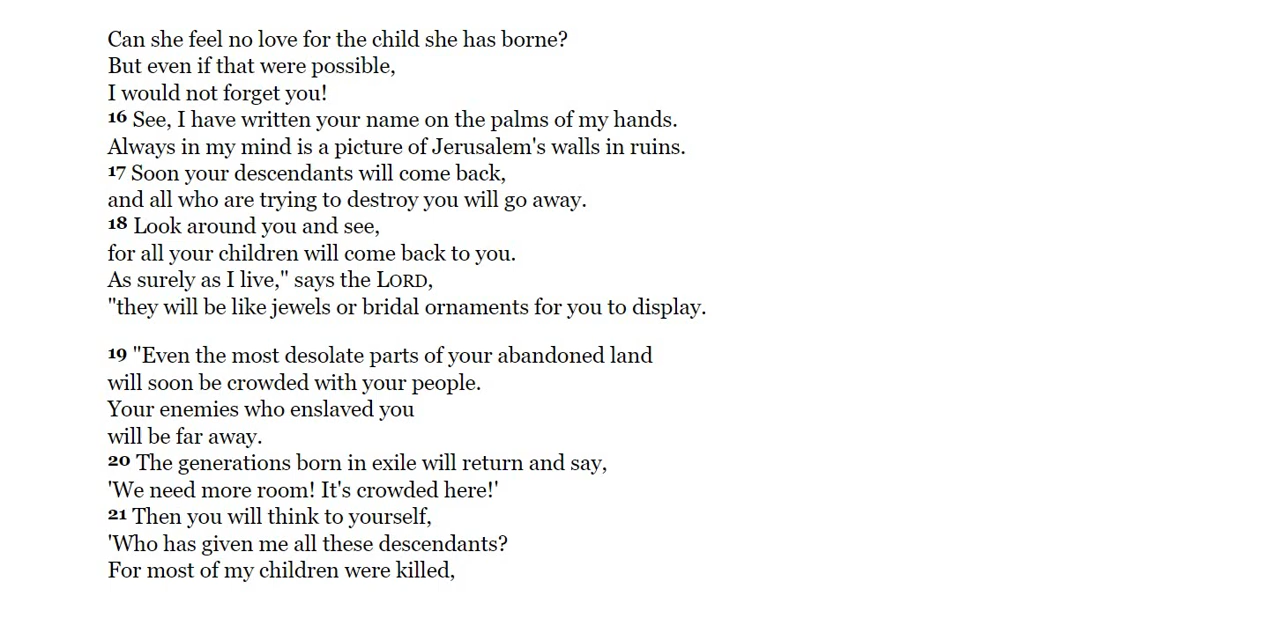 Can she feel no love for the child she has borne?
But even if that were possible,
I would not forget you!
16 See, I have written your name on the palms of my hands.
Always in my mind is a picture of Jerusalem's walls in ruins.
17 Soon your descendants will come back,
and all who are trying to destroy you will go away.
18 Look around you and see,
for all your children will come back to you.
As surely as I live," says the LORD,
"they will be like jewels or bridal ornaments for you to display.
19 "Even the most desolate parts of your abandoned land
will soon be crowded with your people.
Your enemies who enslaved you
will be far away.
20 The generations born in exile will return and say,
'We need more room! It's crowded here!'
21 Then you will think to yourself,
'Who has given me all these descendants?
For most of my children were killed,